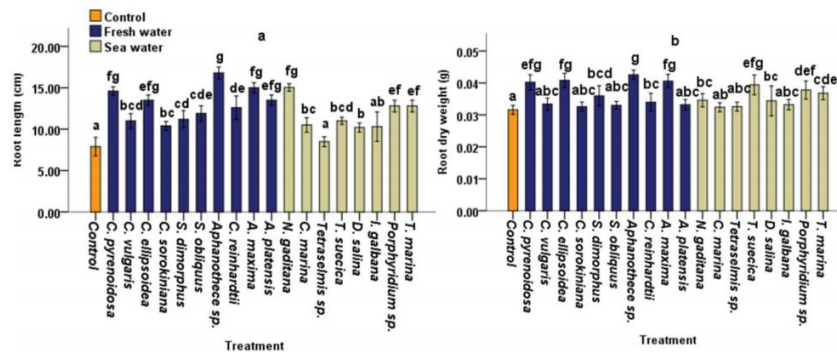 Control
Fresh water
Sea water
a
Root length (cm)
20.00
15.00
10.00
5.00
0.00
a
fg
bcd
efg
bc
cd
cde
g
de
fg
efg
fg
bc
a
bcd
bc
ab
ef
ef
Control
C. pyrenoidosa
C. vulgaris
C. ellipsoidea
C. sorokiniana
S. dimorphus
S. obliquus
Aphanothece sp.
C. reinhardtii
A. maxima
A. platensis
N. gaditana
C. marina
Tetraselmis sp.
T. suecica
D. salina
I. galbana
Porphyridium sp.
T. marina
Treatment
b
Root dry weight (g)
0.05
0.04
0.03
0.02
0.01
0.00
a
efg
abc
fg
abc
bcd
abc
g
abc
fg
abc
bc
ab
abc
efg
bc
abc
def
cde
Control
C. pyrenoidosa
C. vulgaris
C. ellipsoidea
C. sorokiniana
S. dimorphus
S. obliquus
Aphanothece sp.
C. reinhardtii
A. maxima
A. platensis
N. gaditana
C. marina
Tetraselmis sp.
T. suecica
D. salina
I. galbana
Porphyridium sp.
T. marina
Treatment